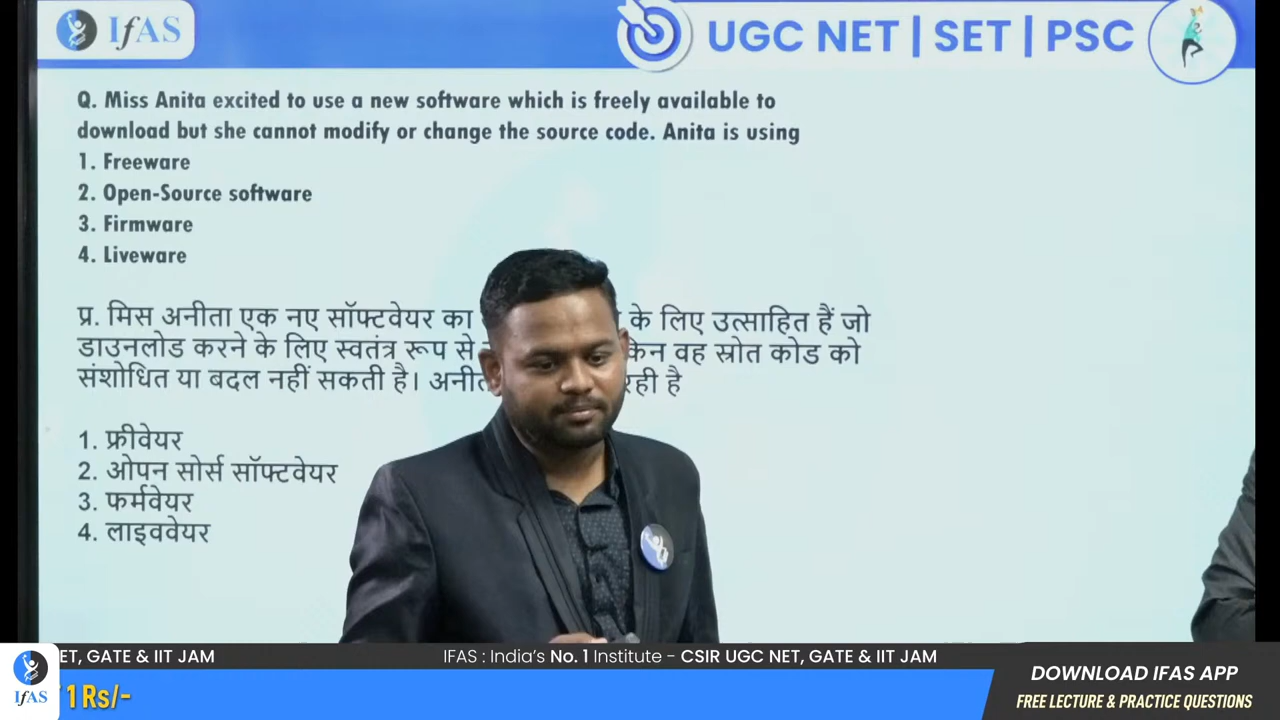 IfAS
UGC NET | SET | PSC
Q. Miss Anita excited to use a new software which is freely available to
download but she cannot modify or change the source code. Anita is using
1. Freeware
2. Open-Source software
3. Firmware
4. Liveware
प्र. मिस अनीता एक नए सॉफ्टवेयर का के लिए उत्साहित हैं जो
डाउनलोड करने के लिए स्वतंत्र रूप से वह स्रोत कोड को
संशोधित या बदल नहीं सकती है। रही है
1. फ्रीवेयर
2. ओपन सोर्स सॉफ्टवेयर
3. फर्मवेयर
4. लाइववेयर
ET, GATE & IIT JAM IFAS : India's No. 1 Institute - CSIR UGC NET, GATE & IIT JAM
IfAS
1 Rs/-
DOWNLOAD IFAS APP
FREE LECTURE & PRACTICE QUESTIONS